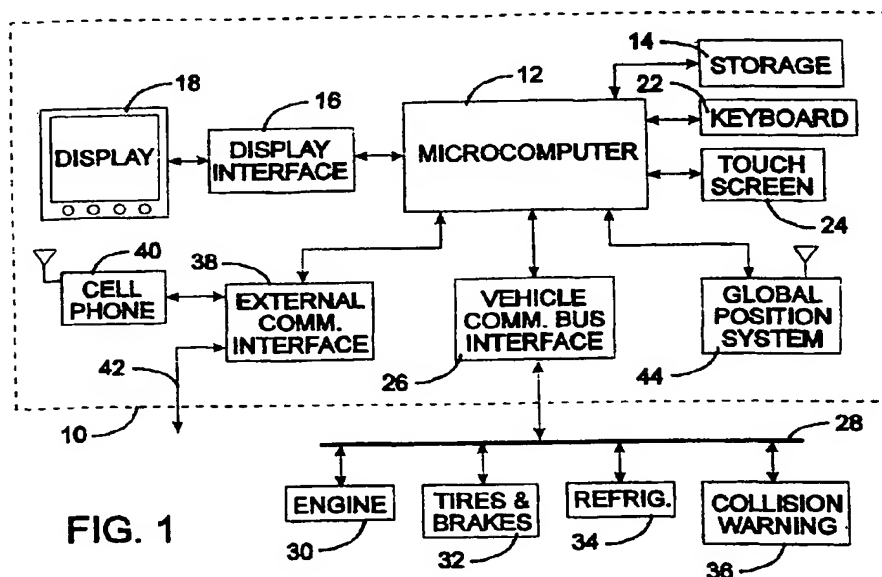 14
STORAGE
12
22
KEYBOARD
18
16
DISPLAY
DISPLAY
INTERFACE
MICROCOMPUTER
TOUCH
SCREEN
24
40
CELL
PHONE
38
EXTERNAL
COMM.
INTERFACE
VEHICLE
COMM. BUS
INTERFACE
GLOBAL
POSITION
SYSTEM
42
26
44
10
28
ENGINE
TIRES &
BRAKES
REFRIG.
COLLISION
WARNING
30
32
34
36
FIG. 1